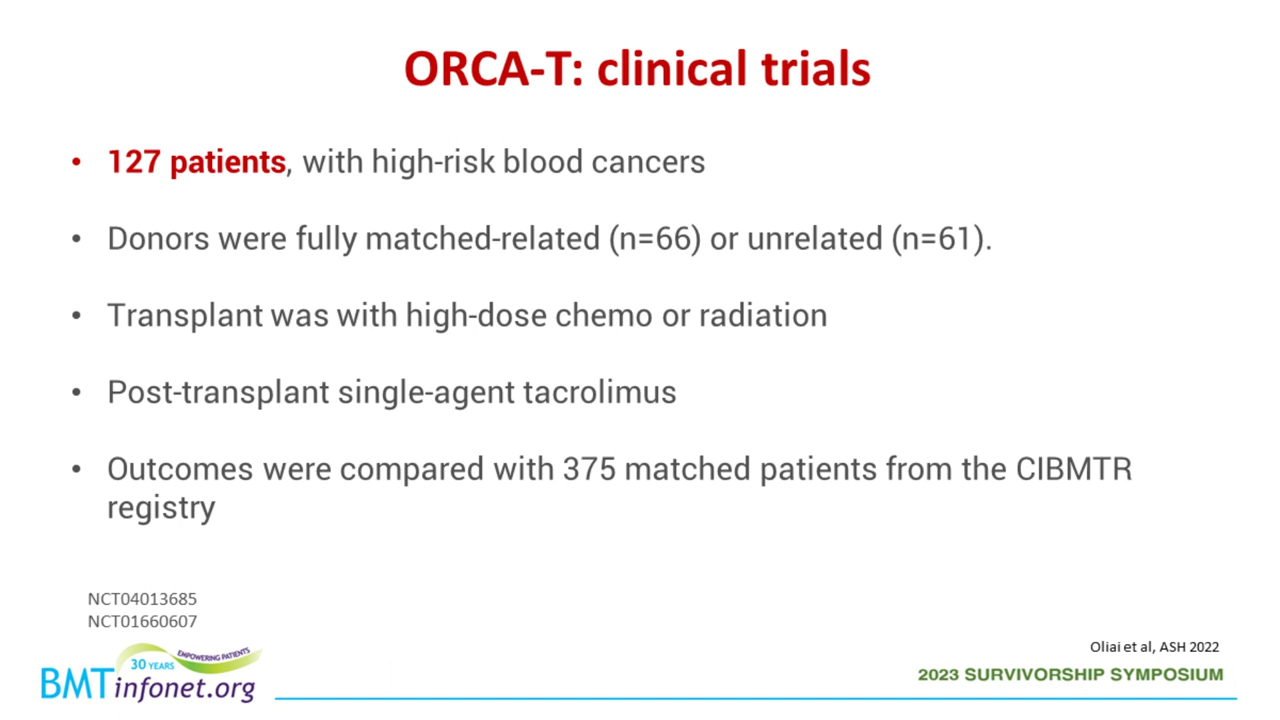 ORCA-T: clinical trials
• 127 patients, with high-risk blood cancers
• Donors were fully matched-related (n=66) or unrelated (n=61).
• Transplant was with high-dose chemo or radiation
• Post-transplant single-agent tacrolimus
• Outcomes were compared with 375 matched patients from the CIBMTR
registry
NCT04013685
NCT01660607
Oliai et al, ASH 2022
30 YEARS
EMPOWERING PATIENTS
BMTinfonet.org
2023 SURVIVORSHIP SYMPOSIUM